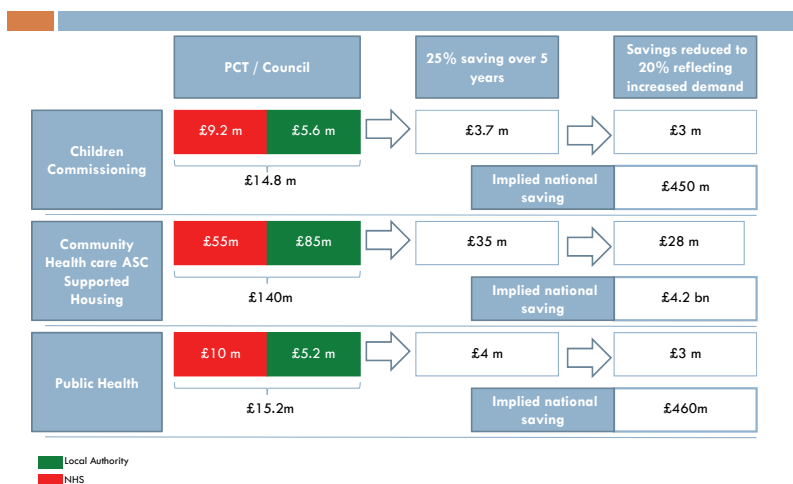 PCT / Council
25% saving over 5
years
Savings reduced to
20% reflecting
increased demand
Children
Commissioning
£9.2 m
£5.6 m
£3.7 m
£3 m
£14.8 m
Implied national
saving
£450 m
Community
Health care ASC
Supported
Housing
£55m
£85m
£35 m
£28 m
£140m
Implied national
saving
£4.2 bn
Public Health
£10 m
£5.2 m
£4 m
£3 m
£15.2m
Implied national
saving
£460m
Local Authority
NHS